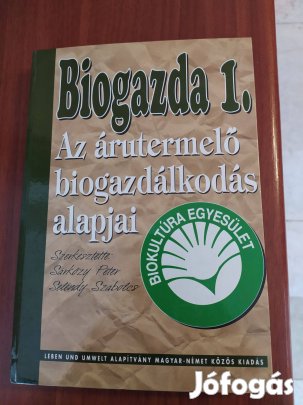 Biogazda 1.
Az árutermelő
biogazdálkodás
alapjai
Szerkesztette:
Sárközy Péter
Seléndy Szabolcs
BIOKULTÚRA EGYESÜLET
LEBEN UND UMWELT ALAPÍTVÁNY MAGYAR-NÉMET KÖZÖS KIADÁS
Jófogás